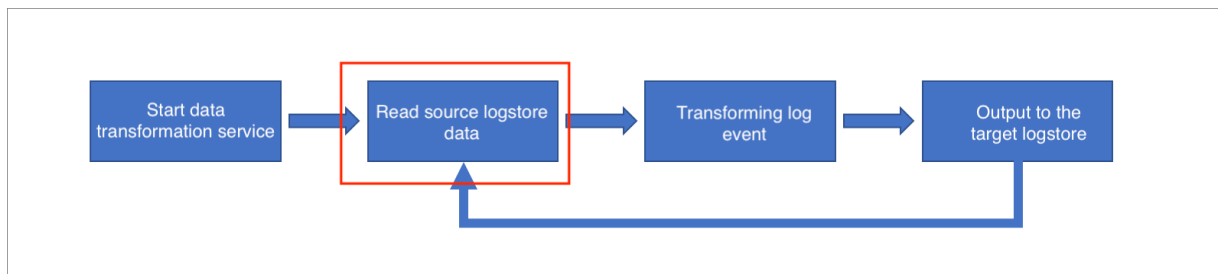 Start data
transformation service
Read source logstore
data
Transforming log
event
Output to the
target logstore